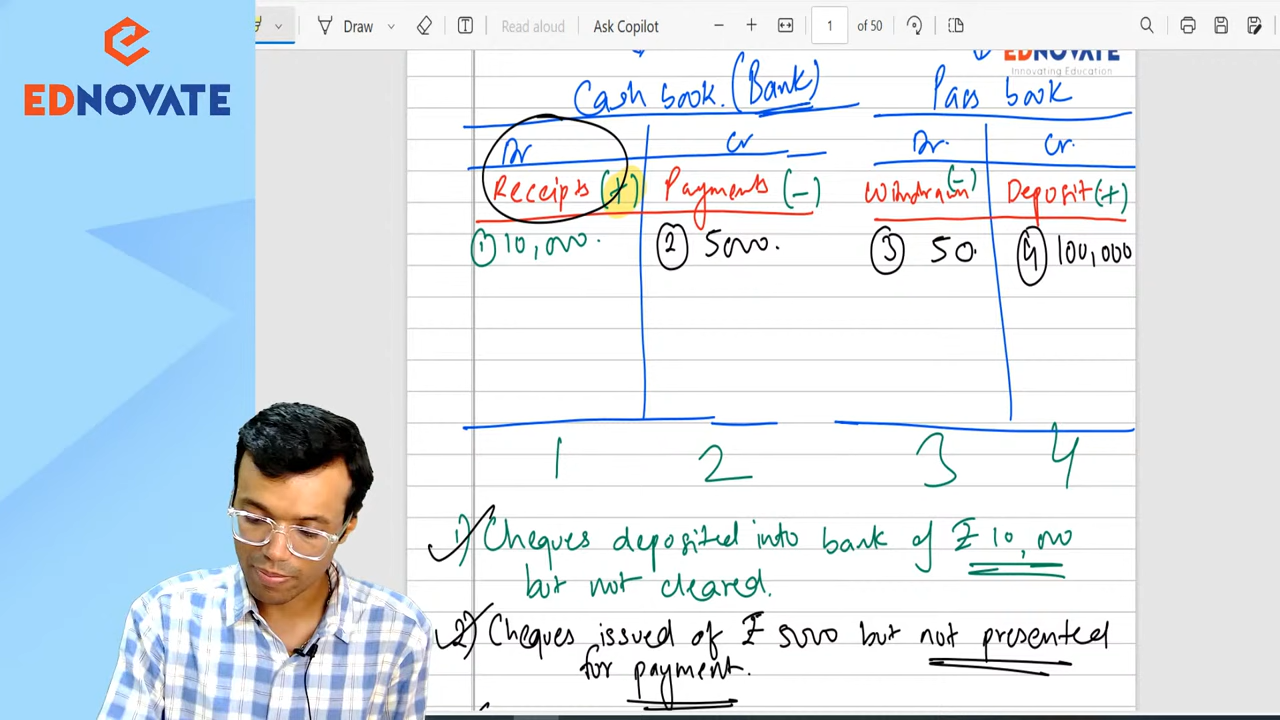 Draw
Read aloud
Ask Copilot
1 of 50
EDNOVATE
EDNOVATE
Innovating Education
Cash book. (Bank)
Pass book
Dr
Cr
Dr.
Cr.
Receipts (+)
Payments (-)
Withdrawn (-)
Deposit (+)
① 10,000.
② 5000.
③ 50.
④ 100,000
1
2
3
4
1) Cheques deposited into bank of ₹ 10,000
but not cleared.
2) Cheques issued of ₹ 5000 but not presented
for payment.